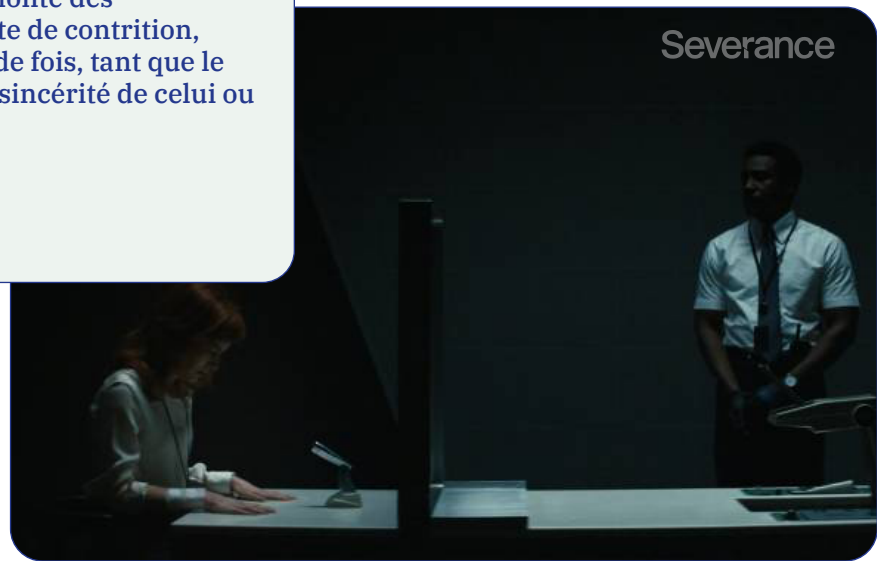 te de contrition,
de fois, tant que le
sincérité de celui ou
Severance